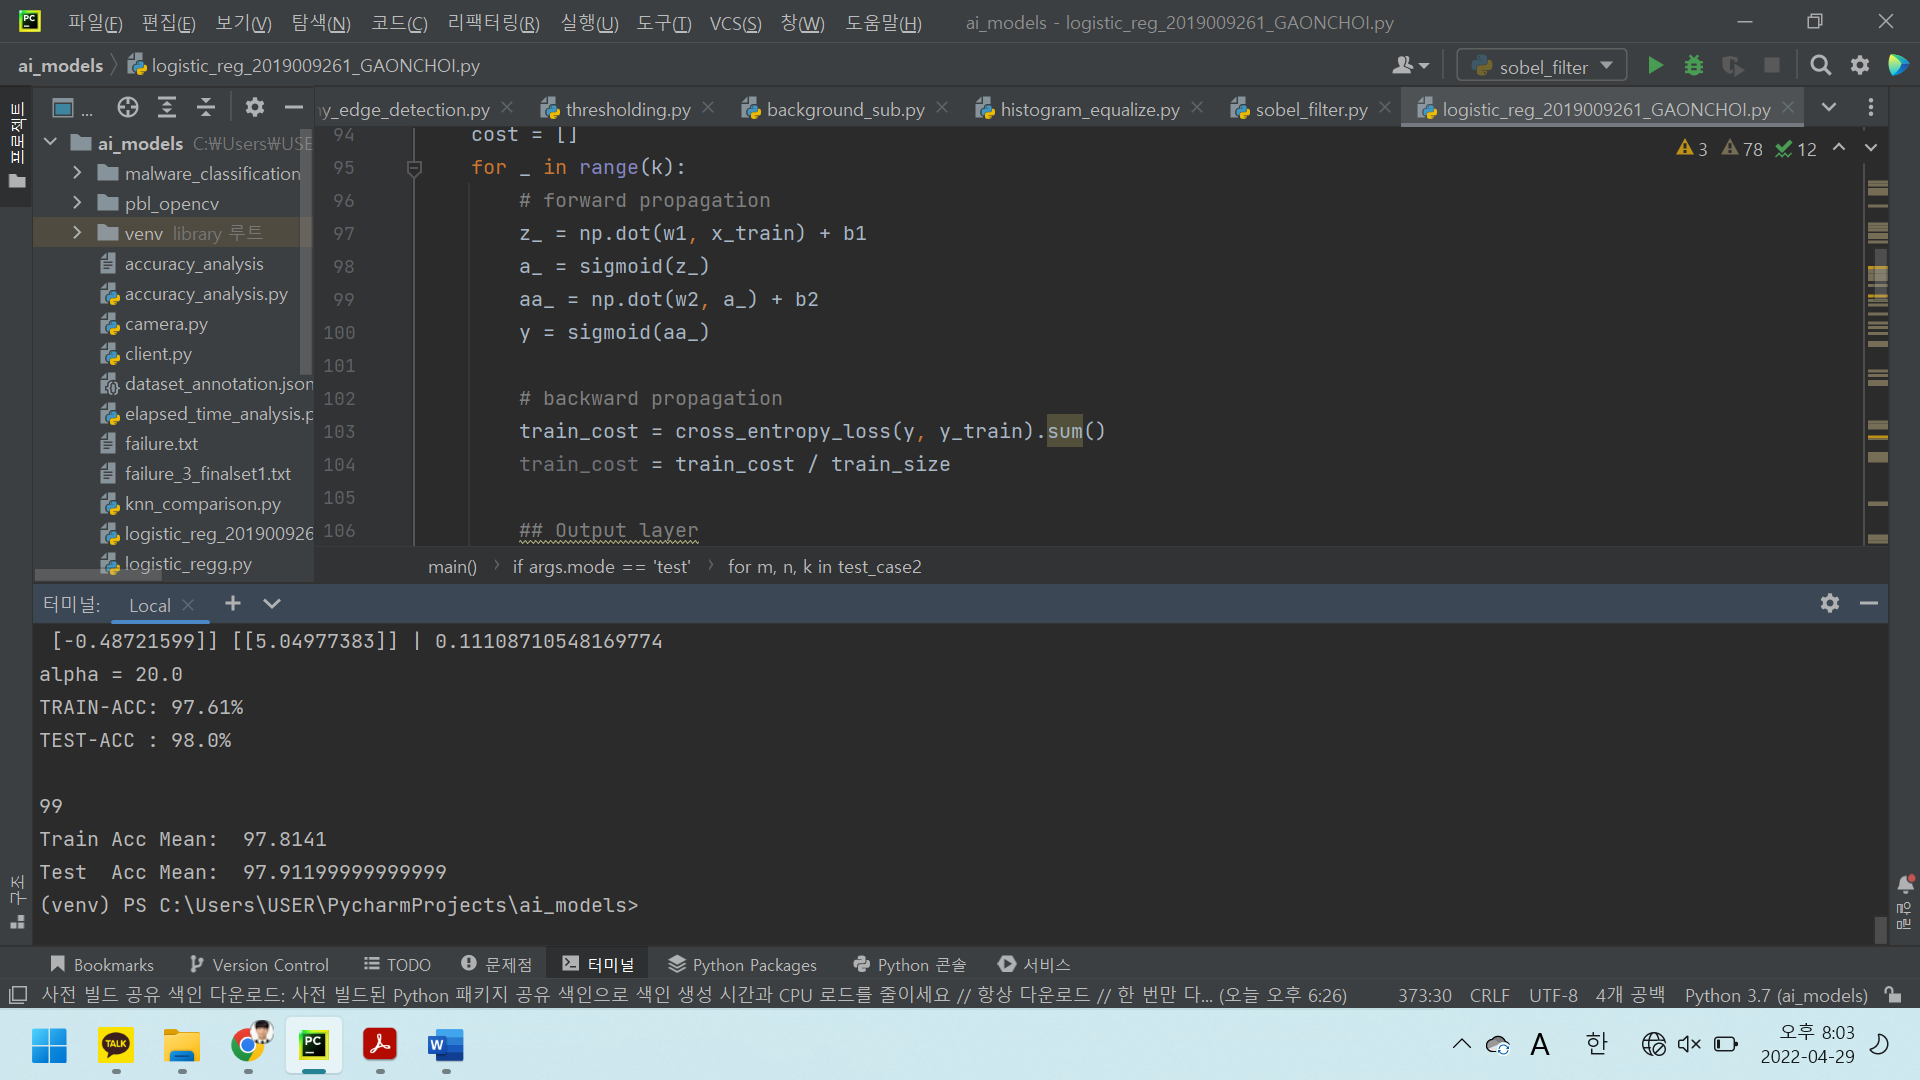 PC 파일(F) 편집(E) 보기(V) 탐색(N) 코드(C) 리팩터링(R) 실행(U) 도구(T) VCS(S) 창(W) 도움말(H) ai_models - logistic_reg_2019009261_GAONCHOI.py
ai_models logistic_reg_2019009261_GAONCHOI.py sobel_filter
프로젝트
... ny_edge_detection.py thresholding.py background_sub.py histogram_equalize.py sobel_filter.py logistic_reg_2019009261_GAONCHOI.py
ai_models C:₩Users₩USE
malware_classification
pbl_opencv
venv library 루트
accuracy_analysis
accuracy_analysis.py
camera.py
client.py
dataset_annotation.json
elapsed_time_analysis.p
failure.txt
failure_3_finalset1.txt
knn_comparison.py
logistic_reg_201900926
logistic_regg.py
3 78 12
94 cost = []
95 for _ in range(k):
96 # forward propagation
97 z_ = np.dot(w1, x_train) + b1
98 a_ = sigmoid(z_)
99 aa_ = np.dot(w2, a_) + b2
100 y = sigmoid(aa_)
101
102 # backward propagation
103 train_cost = cross_entropy_loss(y, y_train).sum()
104 train_cost = train_cost / train_size
105
106 ## Output layer
main() if args.mode == 'test' for m, n, k in test_case2
터미널: Local
[-0.48721599]] [[5.04977383]] | 0.11108710548169774
alpha = 20.0
TRAIN-ACC: 97.61%
TEST-ACC : 98.0%
99
Train Acc Mean:  97.8141
Test  Acc Mean:  97.91199999999999
(venv) PS C:\Users\USER\PycharmProjects\ai_models>
구조
알림
Bookmarks Version Control TODO 문제점 터미널 Python Packages Python 콘솔 서비스
사전 빌드 공유 색인 다운로드: 사전 빌드된 Python 패키지 공유 색인으로 색인 생성 시간과 CPU 로드를 줄이세요 // 항상 다운로드 // 한 번만 다... (오늘 오후 6:26) 373:30 CRLF UTF-8 4개 공백 Python 3.7 (ai_models)
TALK PC W A 한 오후 8:03
2022-04-29